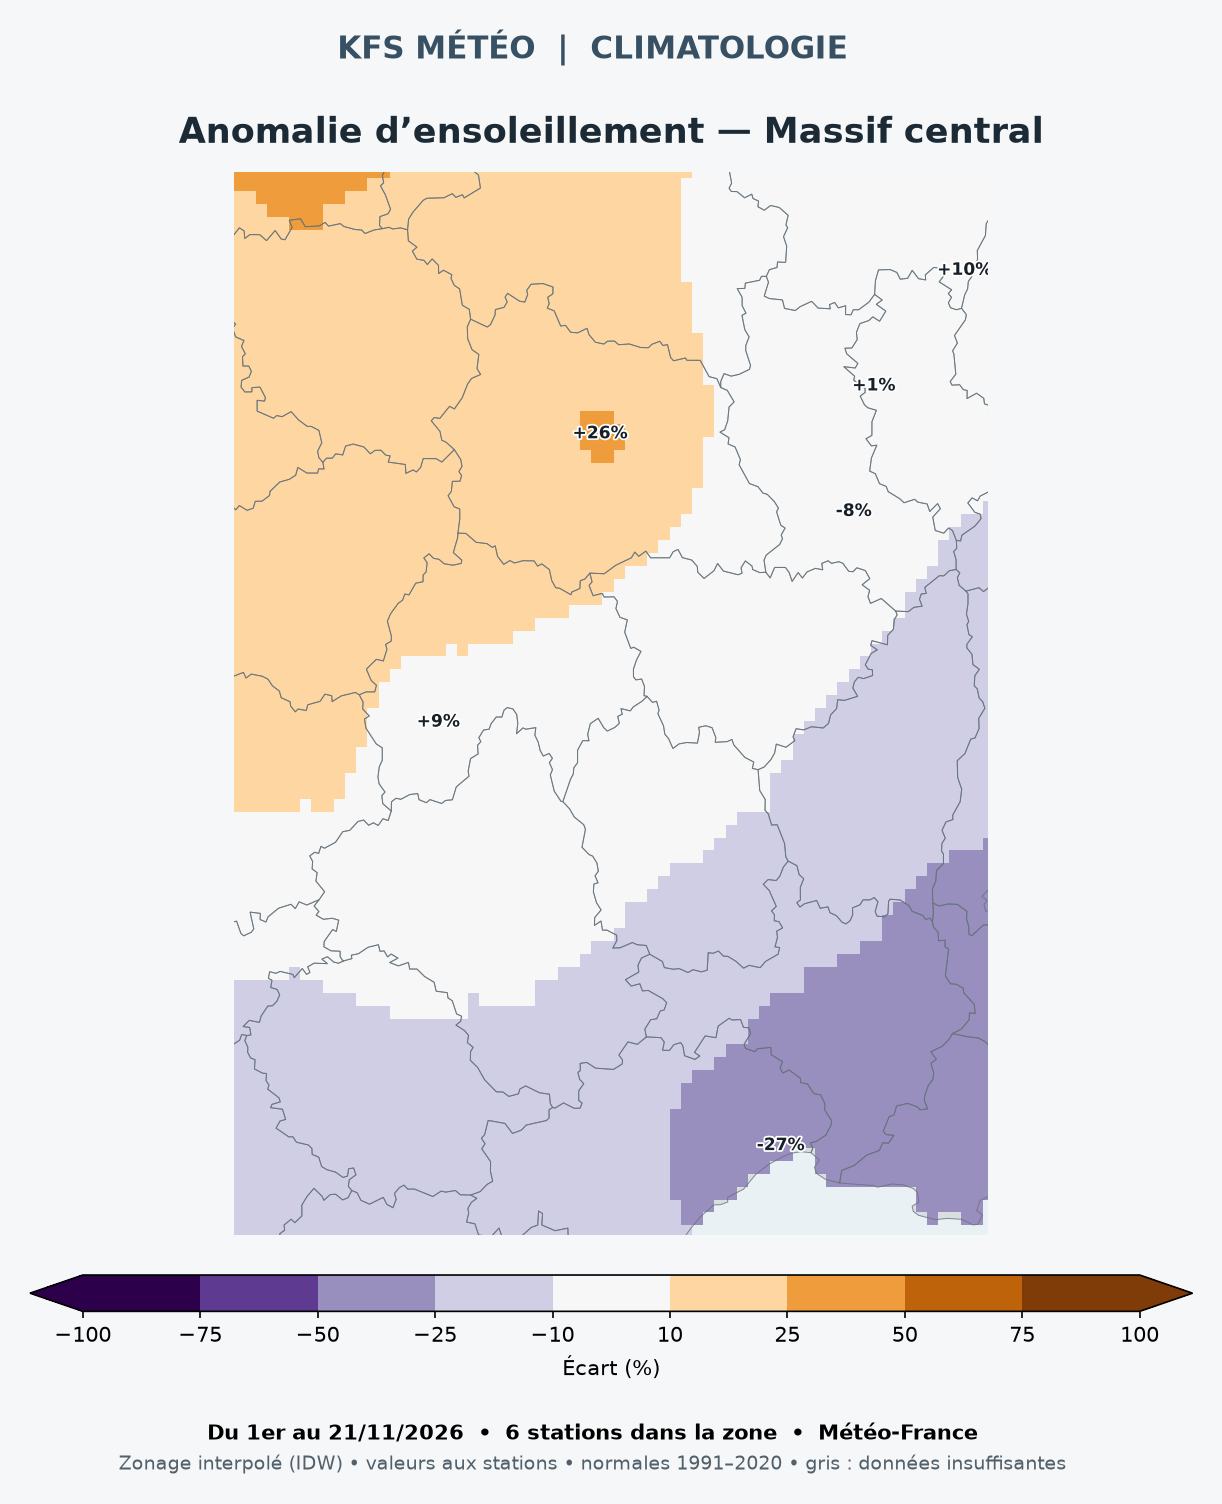 KFS MÉTÉO | CLIMATOLOGIE
Anomalie d’ensoleillement — Massif central
+10%
+1%
+26%
-8%
+9%
-27%
−100 −75 −50 −25 −10 10 25 50 75 100
Écart (%)
Du 1er au 21/11/2026 • 6 stations dans la zone • Météo-France
Zonage interpolé (IDW) • valeurs aux stations • normales 1991–2020 • gris : données insuffisantes